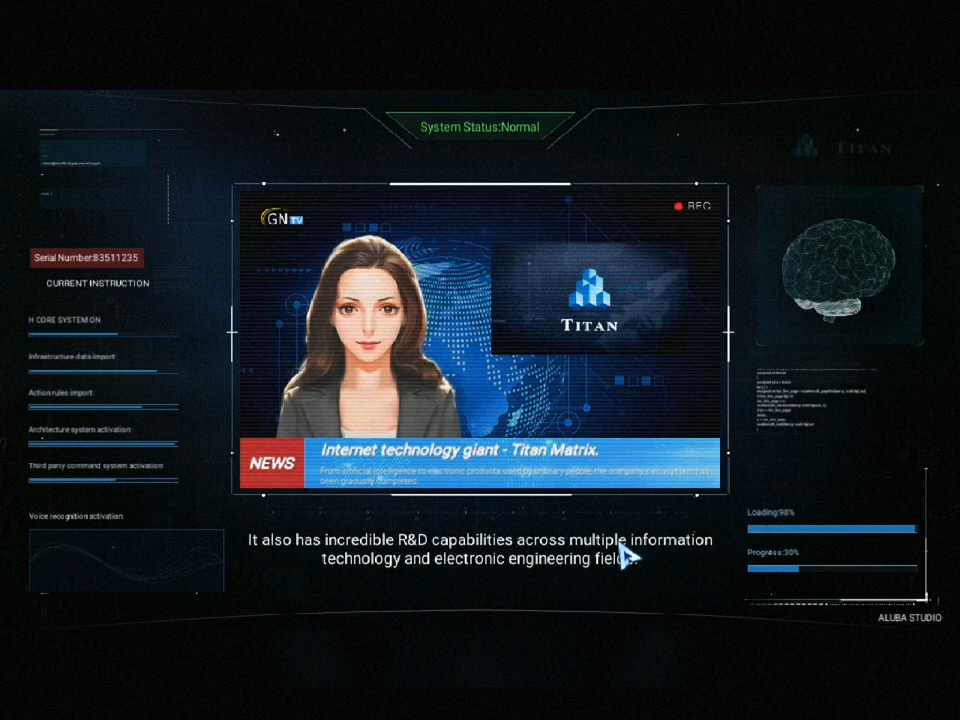 System Status:Normal
TITAN
GN TV
REC
Serial Number:83511235
CURRENT INSTRUCTION
H CORE SYSTEM ON
Infrastructure data import:
Action rules import:
Architecture system activation:
Third party command system activation:
Voice recognition activation:
TITAN
NEWS
Internet technology giant - Titan Matrix.
From artificial intelligence to electronic products used by ordinary people, the company's ecosystem has
been gradually completed.
It also has incredible R&D capabilities across multiple information
technology and electronic engineering fields.
Loading:98%
Progress:30%
ALUBA STUDIO